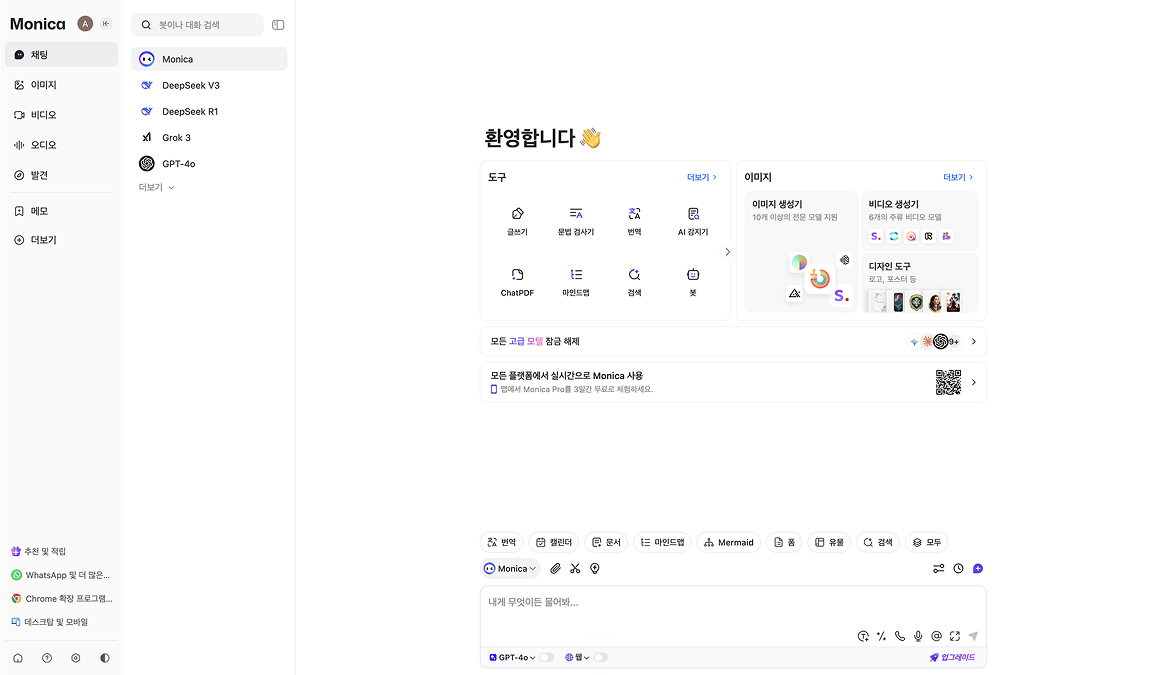 Monica
A
채팅
이미지
비디오
오디오
발견
메모
더보기
추천 및 적립
WhatsApp 및 더 많은...
Chrome 확장 프로그램...
데스크탑 및 모바일
봇이나 대화 검색
Monica
DeepSeek V3
DeepSeek R1
Grok 3
GPT-4o
더보기
환영합니다 👋
도구
더보기
글쓰기
문법 검사기
번역
AI 감지기
ChatPDF
마인드맵
검색
봇
이미지
더보기
이미지 생성기
10개 이상의 전문 모델 지원
비디오 생성기
6개의 주류 비디오 모델
디자인 도구
로고, 포스터 등
모든 고급 모델 잠금 해제
9+
모든 플랫폼에서 실시간으로 Monica 사용
앱에서 Monica Pro를 3일간 무료로 체험하세요.
번역
캘린더
문서
마인드맵
Mermaid
폼
유물
검색
모두
Monica
내게 무엇이든 물어봐...
GPT-4o
웹
업그레이드